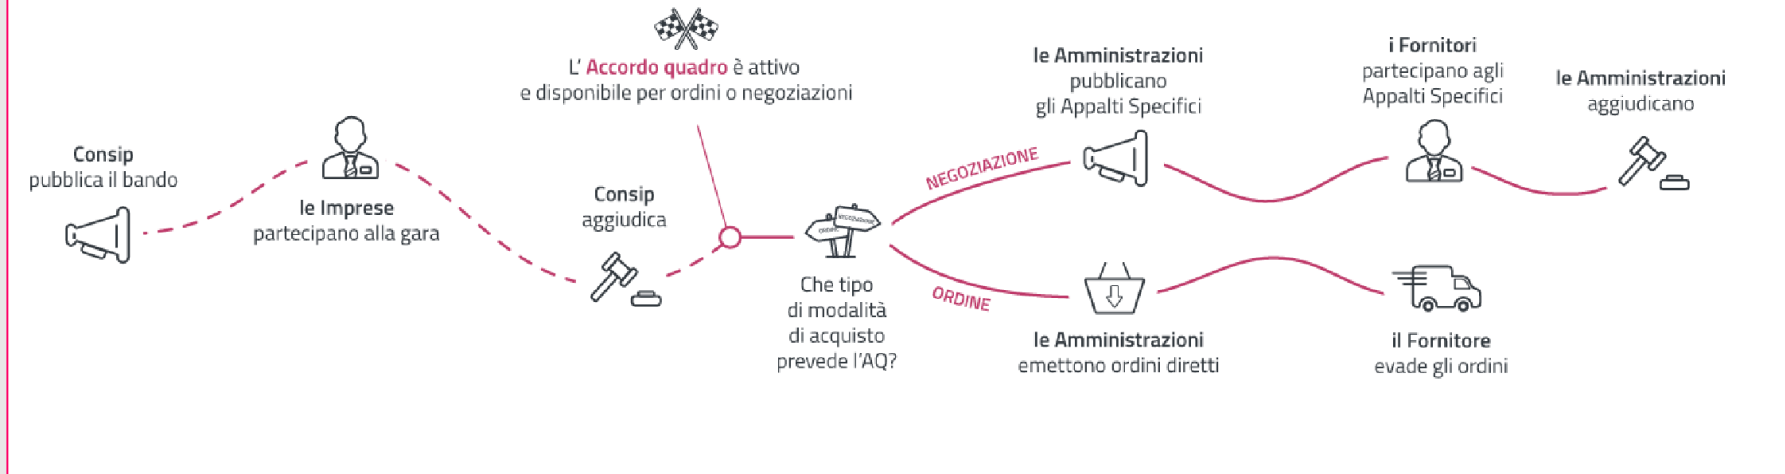 Consip
pubblica il bando
le Imprese
partecipano alla gara
Consip
aggiudica
L' Accordo quadro è attivo
e disponibile per ordini o negoziazioni
NEGOZIAZIONE
ORDINE
Che tipo
di modalità
di acquisto
prevede l'AQ?
NEGOZIAZIONE
le Amministrazioni
pubblicano
gli Appalti Specifici
i Fornitori
partecipano agli
Appalti Specifici
le Amministrazioni
aggiudicano
ORDINE
le Amministrazioni
emettono ordini diretti
il Fornitore
evade gli ordini